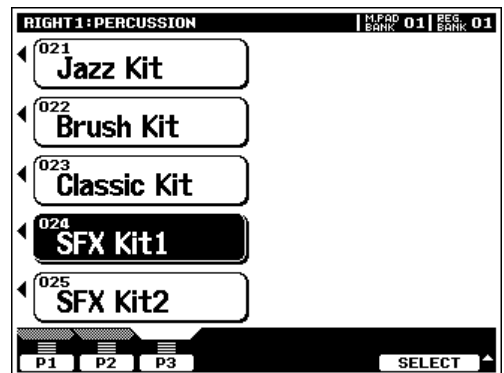 RIGHT1:PERCUSSION M.PAD BANK 01 REG. BANK 01
021
Jazz Kit
022
Brush Kit
023
Classic Kit
024
SFX Kit1
025
SFX Kit2
P1 P2 P3 SELECT